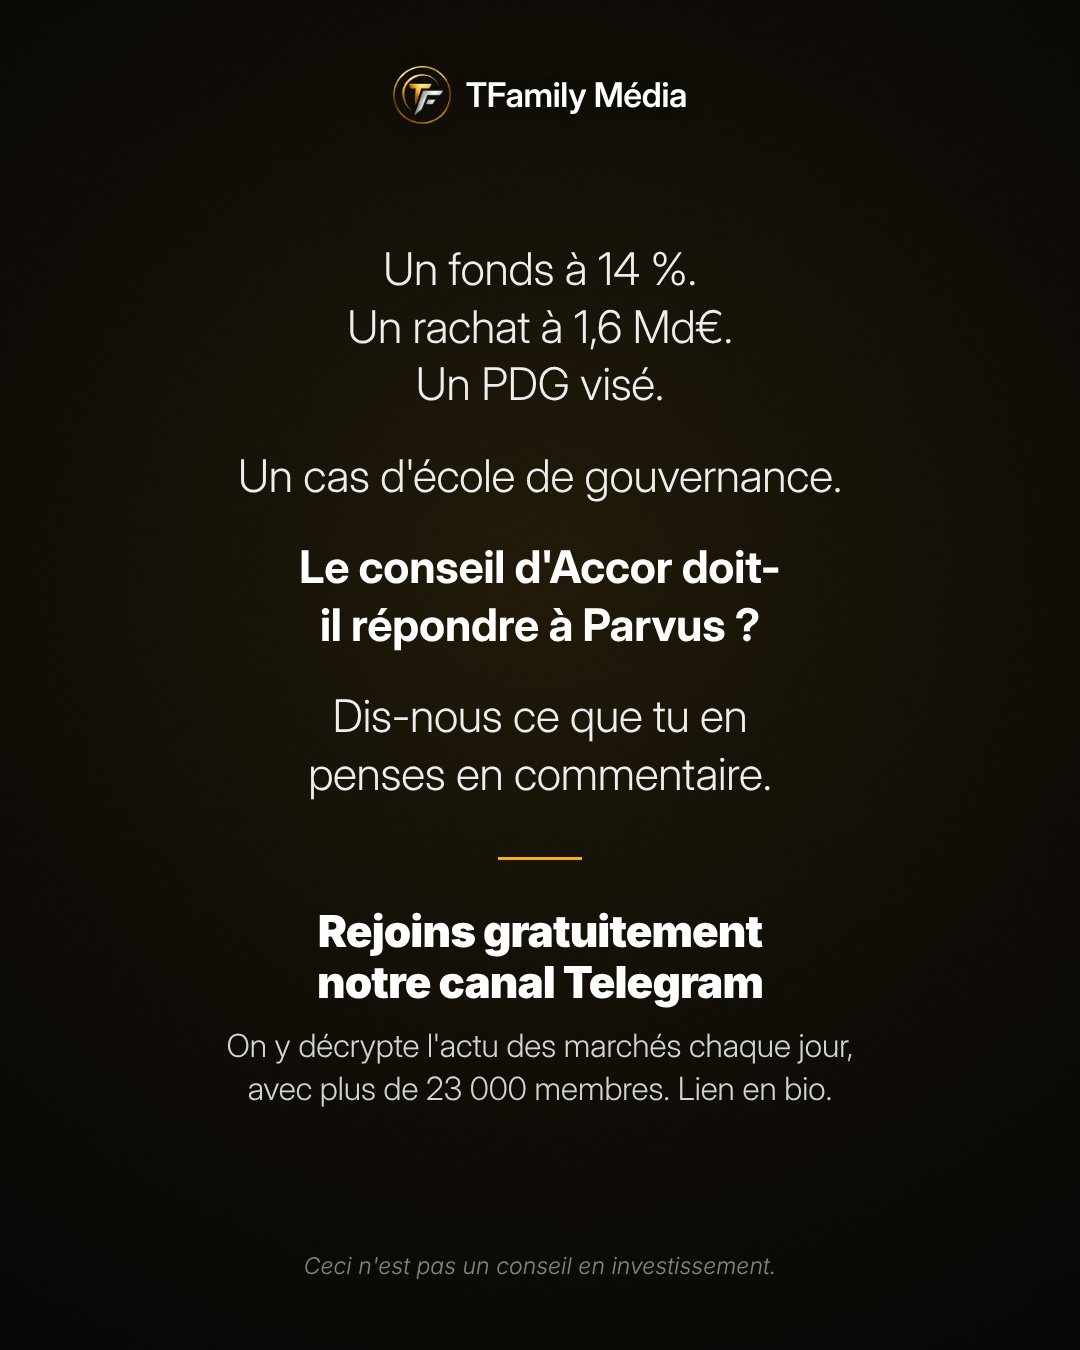 TF TFamily Média
Un fonds à 14 %.
Un rachat à 1,6 Md€.
Un PDG visé.
Un cas d'école de gouvernance.
Le conseil d'Accor doit-
il répondre à Parvus ?
Dis-nous ce que tu en
penses en commentaire.
Rejoins gratuitement
notre canal Telegram
On y décrypte l'actu des marchés chaque jour,
avec plus de 23 000 membres. Lien en bio.
Ceci n'est pas un conseil en investissement.